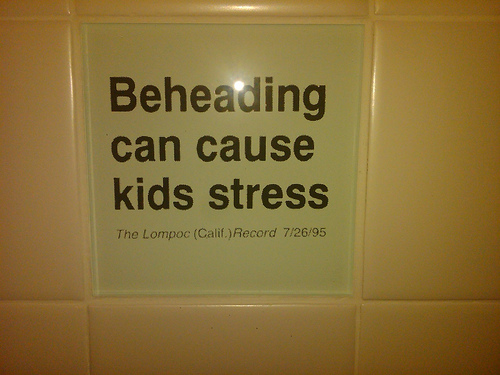 Beheading
can cause
kids stress
The Lompoc (Calif.) Record 7/26/95